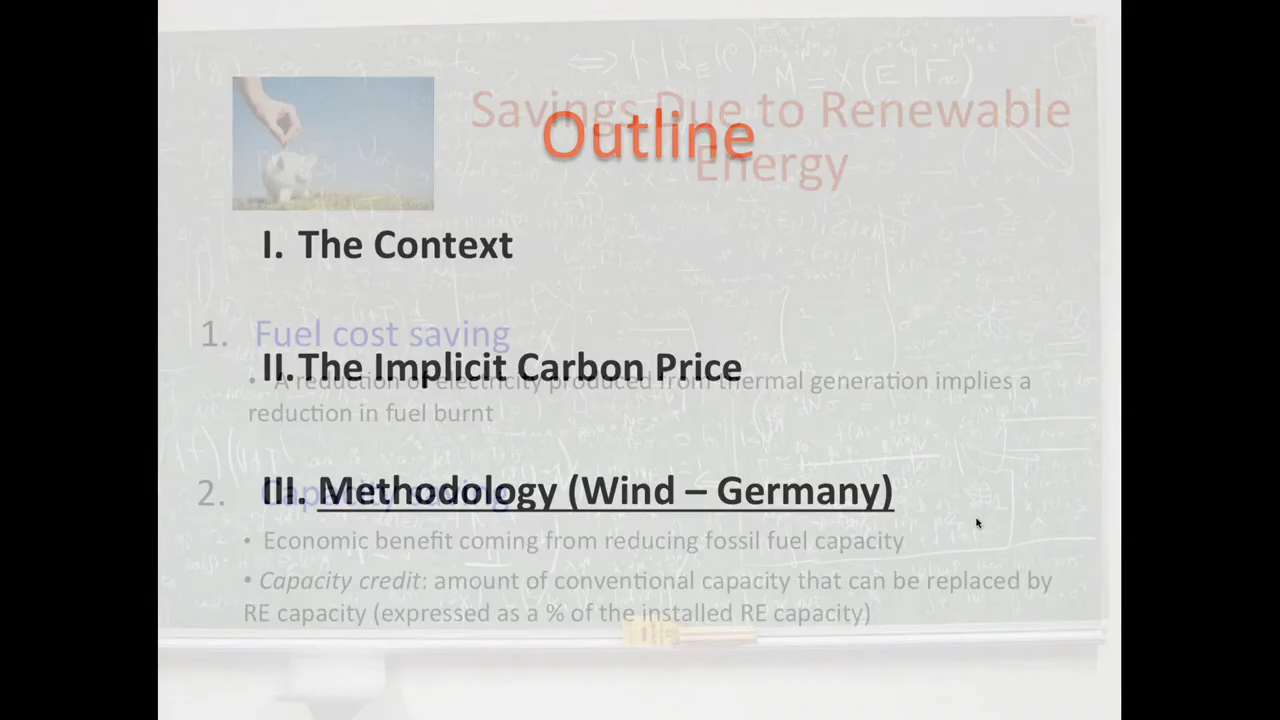 Savings Due to Renewable
Energy
Outline
I. The Context
1. Fuel cost saving
II. The Implicit Carbon Price
• A reduction of electricity produced from thermal generation implies a
reduction in fuel burnt
2. Capacity saving
III. Methodology (Wind – Germany)
• Economic benefit coming from reducing fossil fuel capacity
• Capacity credit: amount of conventional capacity that can be replaced by
RE capacity (expressed as a % of the installed RE capacity)